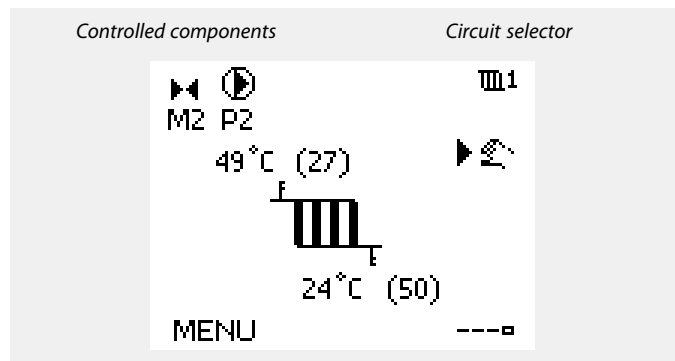 Controlled components Circuit selector
1
M2 P2
49°C (27)
24°C (50)
MENU ---